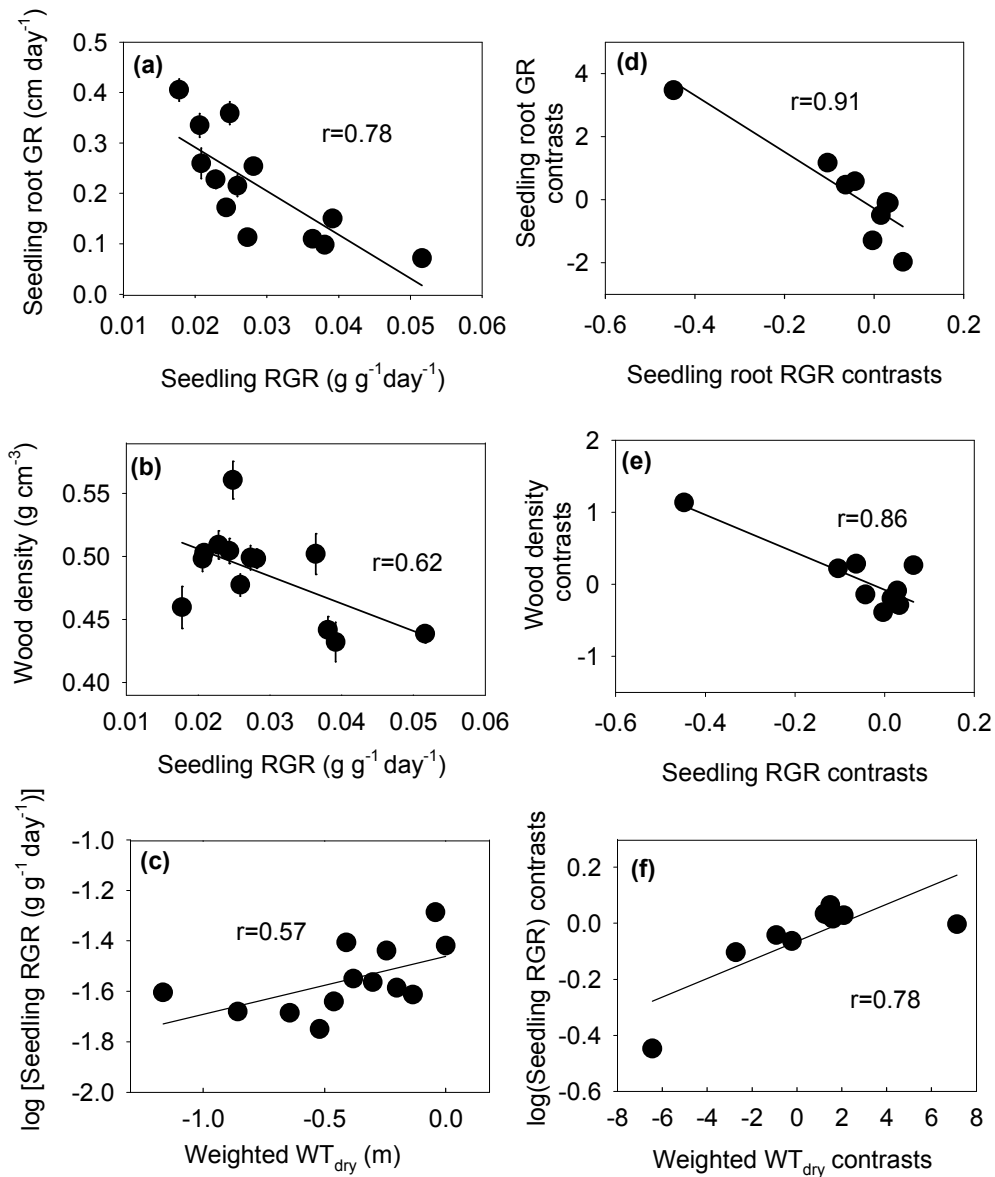 (a)
r=0.78
Seedling root GR (cm day⁻¹)
0.5
0.4
0.3
0.2
0.1
0.0
0.01 0.02 0.03 0.04 0.05 0.06
Seedling RGR (g g⁻¹day⁻¹)
(d)
r=0.91
Seedling root GR
contrasts
4
2
0
-2
-0.6 -0.4 -0.2 0.0 0.2
Seedling root RGR contrasts
(b)
r=0.62
Wood density (g cm⁻³)
0.55
0.50
0.45
0.40
0.01 0.02 0.03 0.04 0.05 0.06
Seedling RGR (g g⁻¹ day⁻¹)
(e)
r=0.86
Wood density
contrasts
2
1
0
-1
-0.6 -0.4 -0.2 0.0 0.2
Seedling RGR contrasts
(c)
r=0.57
log [Seedling RGR (g g⁻¹ day⁻¹)]
-1.0
-1.2
-1.4
-1.6
-1.8
-2.0
-1.0 -0.5 0.0
Weighted WT_dry (m)
(f)
r=0.78
log(Seedling RGR) contrasts
0.2
0.0
-0.2
-0.4
-0.6
-8 -6 -4 -2 0 2 4 6 8
Weighted WT_dry contrasts